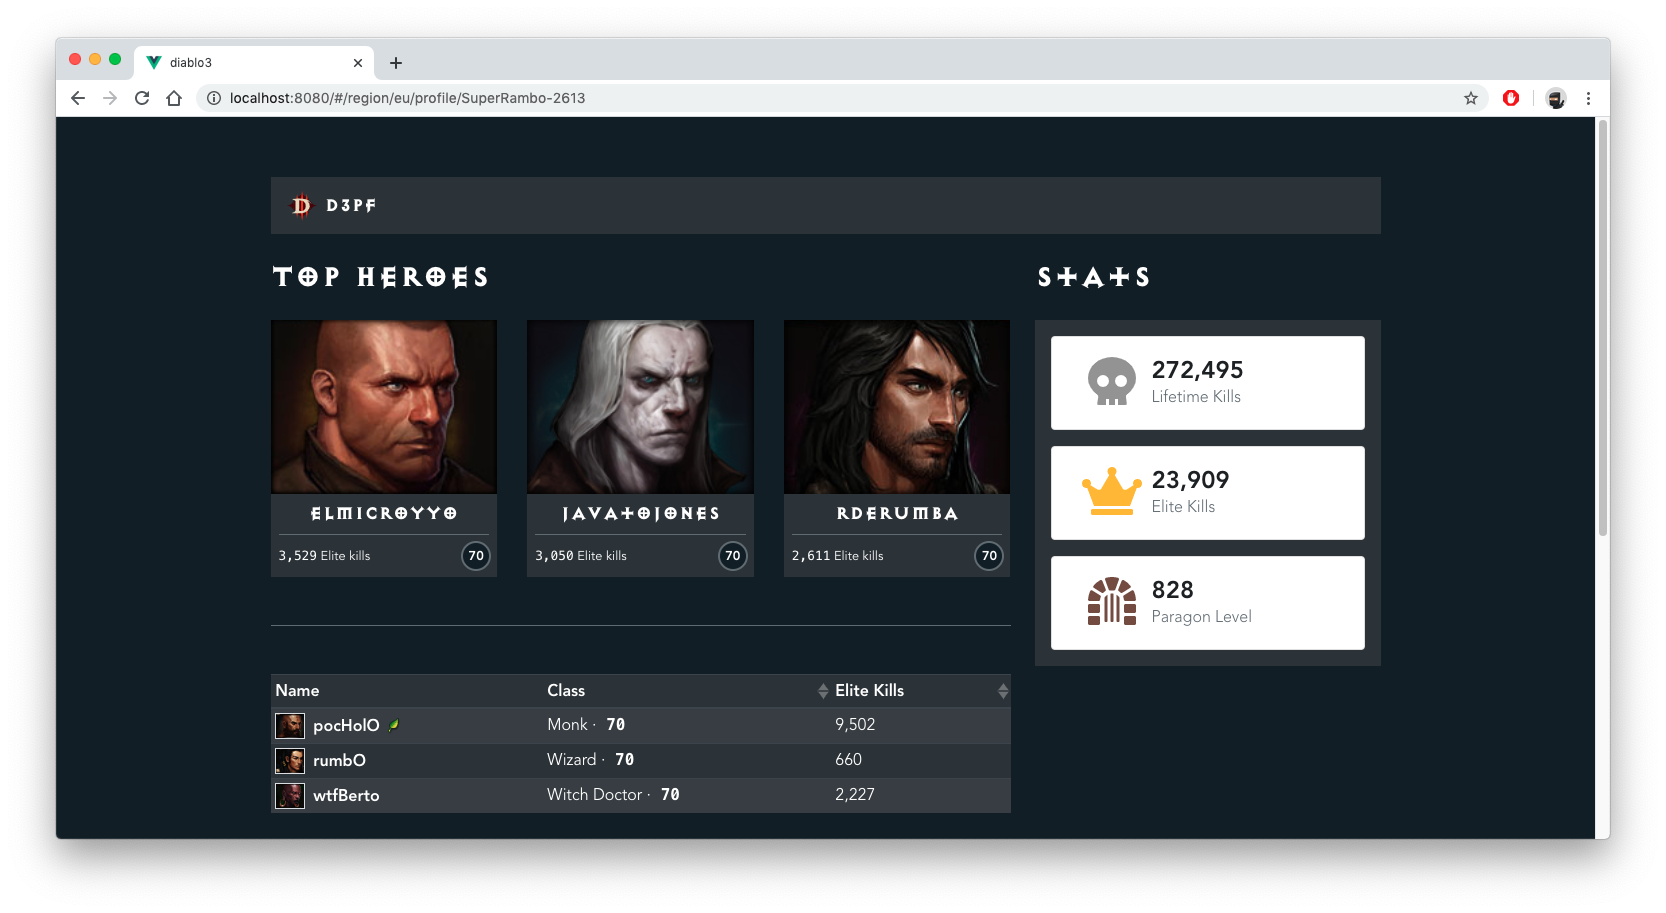 diablo3
localhost:8080/#/region/eu/profile/SuperRambo-2613
D3PF
TOP HEROES
STATS
ELMICROYYO
3,529 Elite kills
70
JAVATOJONES
3,050 Elite kills
70
RDERUMBA
2,611 Elite kills
70
272,495
Lifetime Kills
23,909
Elite Kills
828
Paragon Level
Name Class Elite Kills
pocHolO Monk · 70 9,502
rumbO Wizard · 70 660
wtfBerto Witch Doctor · 70 2,227